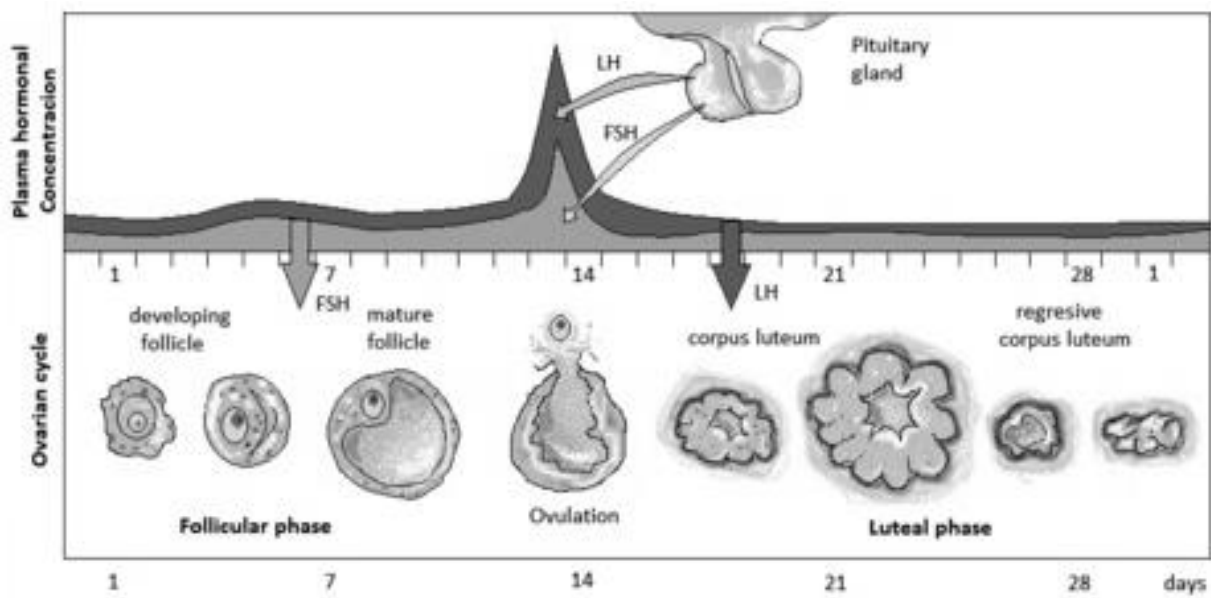 Plasma hormonal
Concentracion
LH
Pituitary
gland
FSH
1
7
14
21
28
1
FSH
LH
Ovarian cycle
developing
follicle
mature
follicle
corpus luteum
regresive
corpus luteum
Follicular phase
Ovulation
Luteal phase
1
7
14
21
28
days